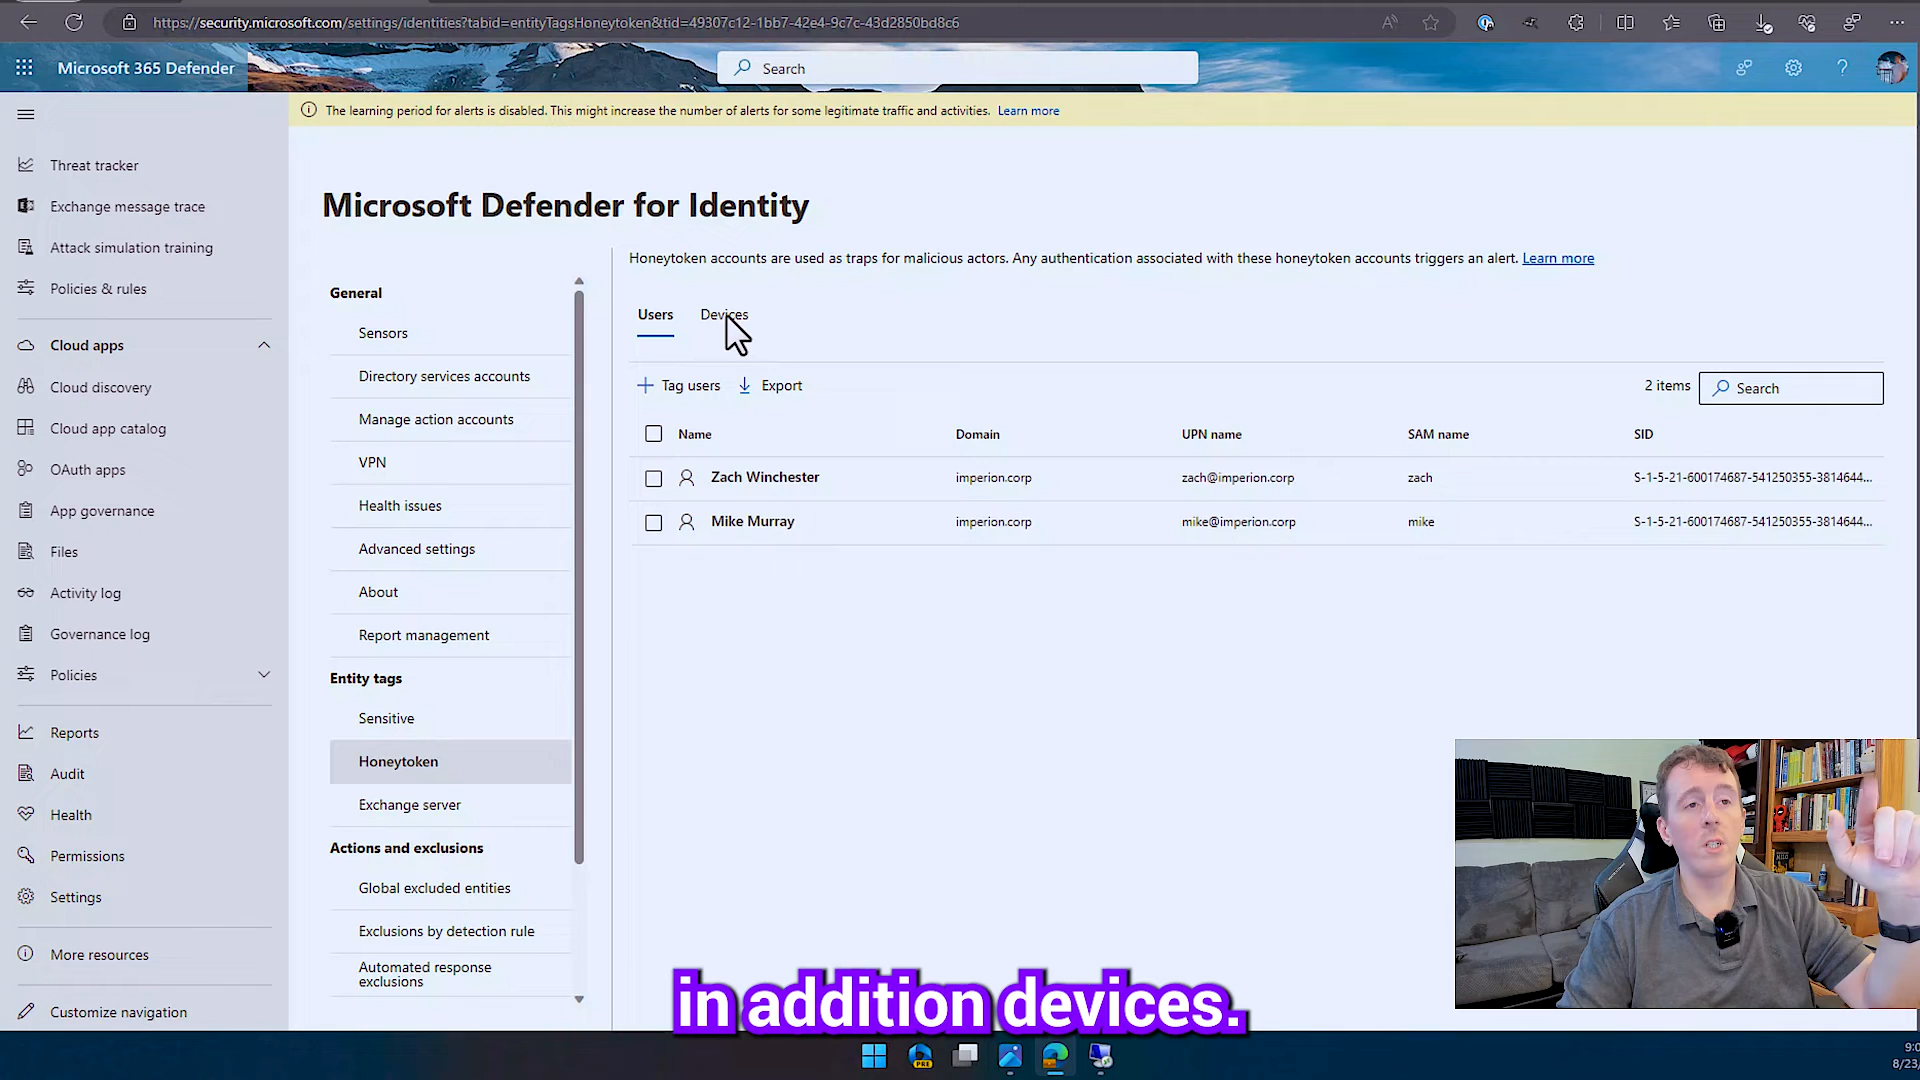 https://security.microsoft.com/settings/identities?tabid=entityTagsHoneytoken&tid=49307c12-1bb7-42e4-9c7c-43d2850bd8c6
Microsoft 365 Defender
Search
The learning period for alerts is disabled. This might increase the number of alerts for some legitimate traffic and activities. Learn more
Threat tracker
Exchange message trace
Attack simulation training
Policies & rules
Cloud apps
Cloud discovery
Cloud app catalog
OAuth apps
App governance
Files
Activity log
Governance log
Policies
Reports
Audit
Health
Permissions
Settings
More resources
Customize navigation
Microsoft Defender for Identity
General
Sensors
Directory services accounts
Manage action accounts
VPN
Health issues
Advanced settings
About
Report management
Entity tags
Sensitive
Honeytoken
Exchange server
Actions and exclusions
Global excluded entities
Exclusions by detection rule
Automated response
exclusions
Honeytoken accounts are used as traps for malicious actors. Any authentication associated with these honeytoken accounts triggers an alert. Learn more
Users Devices
Tag users Export 2 items Search
Name Domain UPN name SAM name SID
Zach Winchester imperion.corp zach@imperion.corp zach S-1-5-21-600174687-541250355-3814644...
Mike Murray imperion.corp mike@imperion.corp mike S-1-5-21-600174687-541250355-3814644...
in addition devices.
PRE
9:0
8/23/